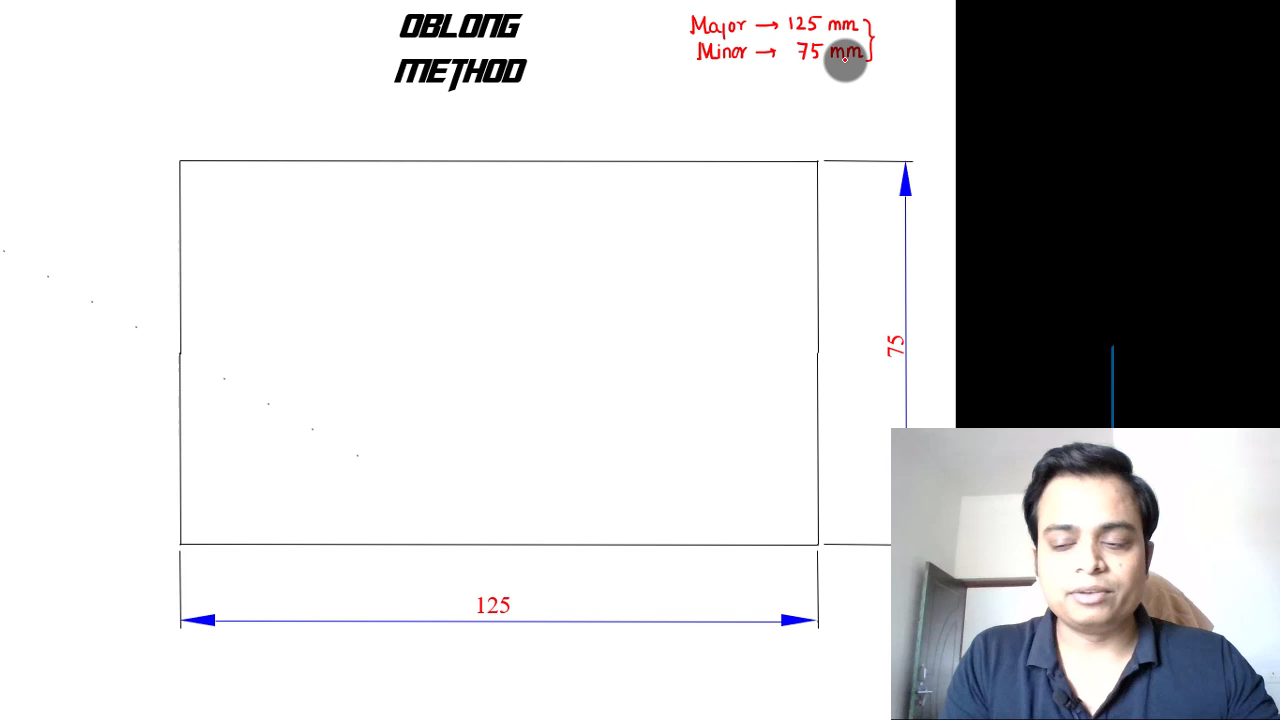 OBLONG
METHOD
Major → 125 mm
Minor → 75 mm
75
125